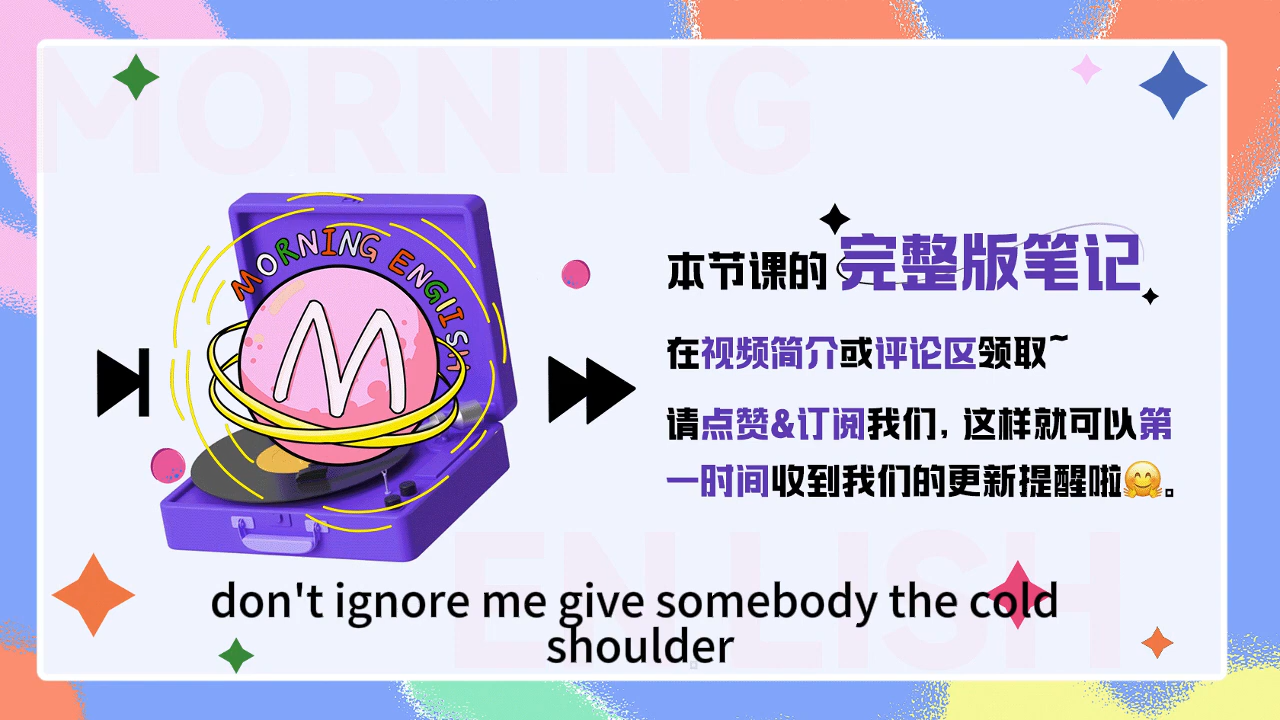 MORNING
MORNING ENGlISH
M
本节课的 完整版笔记
在视频简介或评论区领取~
请点赞&订阅我们, 这样就可以第
一时间收到我们的更新提醒啦🤗。
ENLISH
don't ignore me give somebody the cold
shoulder